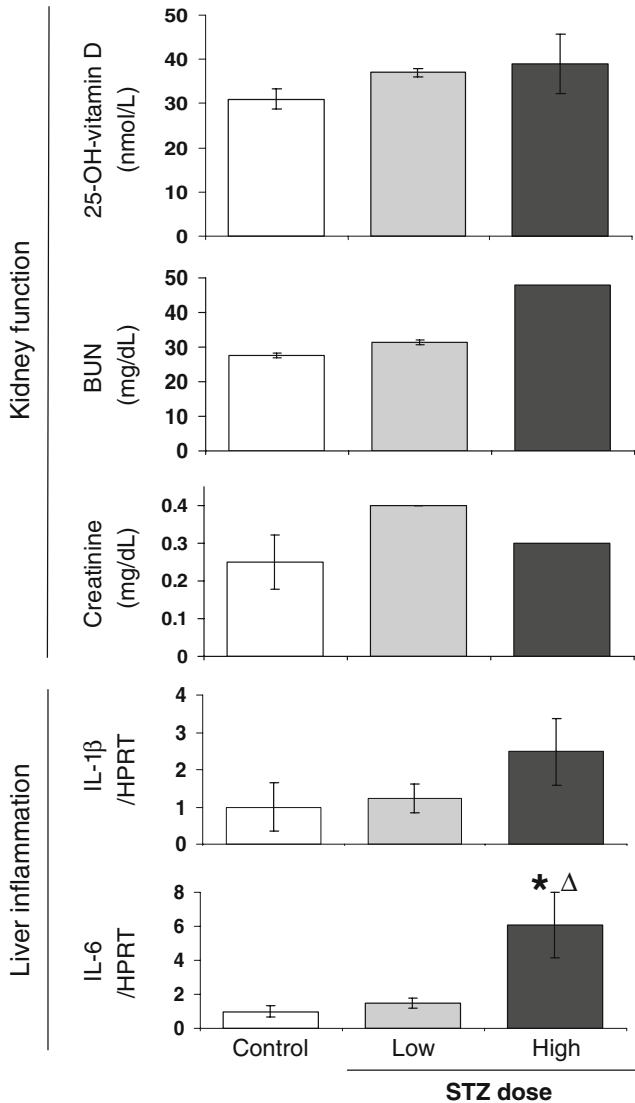 Kidney function
25-OH-vitamin D
(nmol/L)
50
40
30
20
10
0
BUN
(mg/dL)
50
40
30
20
10
0
Creatinine
(mg/dL)
0.4
0.3
0.2
0.1
0
Liver inflammation
IL-1β
/HPRT
4
3
2
1
0
IL-6
/HPRT
8
6
4
2
0
* Δ
Control Low High
STZ dose